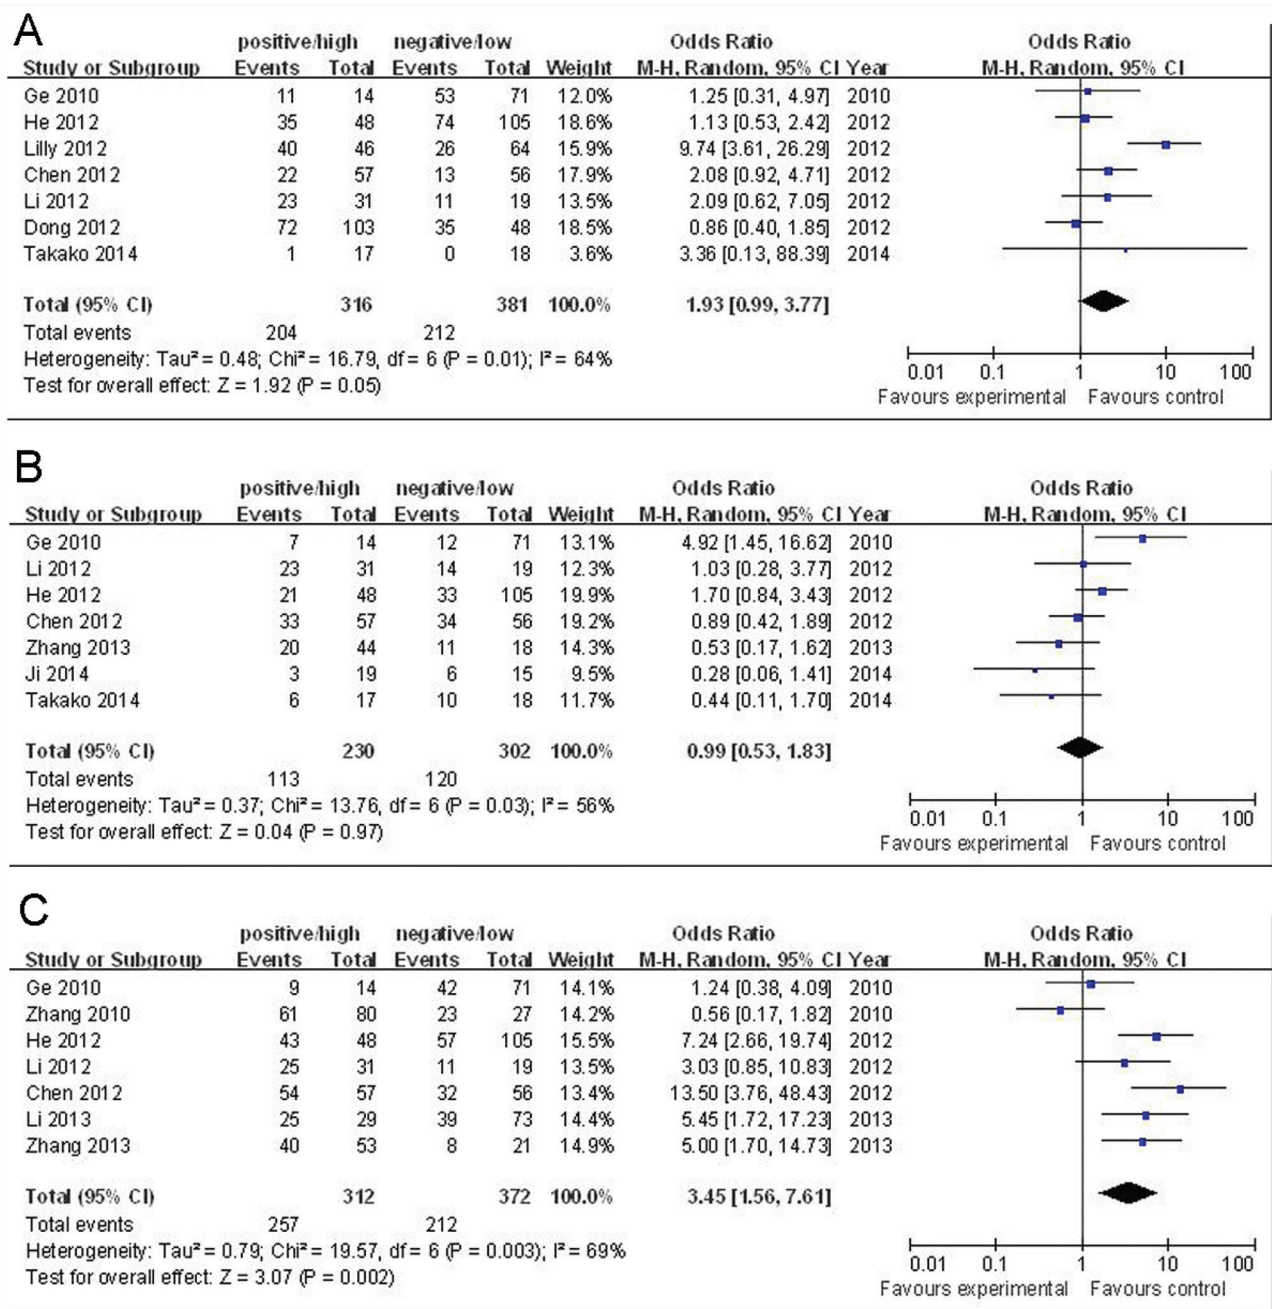 A
positive/high negative/low Odds Ratio Odds Ratio
Study or Subgroup Events Total Events Total Weight M-H, Random, 95% CI Year M-H, Random, 95% CI
Ge 2010 11 14 53 71 12.0% 1.25 [0.31, 4.97] 2010
He 2012 35 48 74 105 18.6% 1.13 [0.53, 2.42] 2012
Lilly 2012 40 46 26 64 15.9% 9.74 [3.61, 26.29] 2012
Chen 2012 22 57 13 56 17.9% 2.08 [0.92, 4.71] 2012
Li 2012 23 31 11 19 13.5% 2.09 [0.62, 7.05] 2012
Dong 2012 72 103 35 48 18.5% 0.86 [0.40, 1.85] 2012
Takako 2014 1 17 0 18 3.6% 3.36 [0.13, 88.39] 2014
Total (95% CI) 316 381 100.0% 1.93 [0.99, 3.77]
Total events 204 212
Heterogeneity: Tau² = 0.48; Chi² = 16.79, df = 6 (P = 0.01); I² = 64%
Test for overall effect: Z = 1.92 (P = 0.05)
0.01 0.1 1 10 100
Favours experimental Favours control
B
positive/high negative/low Odds Ratio Odds Ratio
Study or Subgroup Events Total Events Total Weight M-H, Random, 95% CI Year M-H, Random, 95% CI
Ge 2010 7 14 12 71 13.1% 4.92 [1.45, 16.62] 2010
Li 2012 23 31 14 19 12.3% 1.03 [0.28, 3.77] 2012
He 2012 21 48 33 105 19.9% 1.70 [0.84, 3.43] 2012
Chen 2012 33 57 34 56 19.2% 0.89 [0.42, 1.89] 2012
Zhang 2013 20 44 11 18 14.3% 0.53 [0.17, 1.62] 2013
Ji 2014 3 19 6 15 9.5% 0.28 [0.06, 1.41] 2014
Takako 2014 6 17 10 18 11.7% 0.44 [0.11, 1.70] 2014
Total (95% CI) 230 302 100.0% 0.99 [0.53, 1.83]
Total events 113 120
Heterogeneity: Tau² = 0.37; Chi² = 13.76, df = 6 (P = 0.03); I² = 56%
Test for overall effect: Z = 0.04 (P = 0.97)
0.01 0.1 1 10 100
Favours experimental Favours control
C
positive/high negative/low Odds Ratio Odds Ratio
Study or Subgroup Events Total Events Total Weight M-H, Random, 95% CI Year M-H, Random, 95% CI
Ge 2010 9 14 42 71 14.1% 1.24 [0.38, 4.09] 2010
Zhang 2010 61 80 23 27 14.2% 0.56 [0.17, 1.82] 2010
He 2012 43 48 57 105 15.5% 7.24 [2.66, 19.74] 2012
Li 2012 25 31 11 19 13.5% 3.03 [0.85, 10.83] 2012
Chen 2012 54 57 32 56 13.4% 13.50 [3.76, 48.43] 2012
Li 2013 25 29 39 73 14.4% 5.45 [1.72, 17.23] 2013
Zhang 2013 40 53 8 21 14.9% 5.00 [1.70, 14.73] 2013
Total (95% CI) 312 372 100.0% 3.45 [1.56, 7.61]
Total events 257 212
Heterogeneity: Tau² = 0.79; Chi² = 19.57, df = 6 (P = 0.003); I² = 69%
Test for overall effect: Z = 3.07 (P = 0.002)
0.01 0.1 1 10 100
Favours experimental Favours control